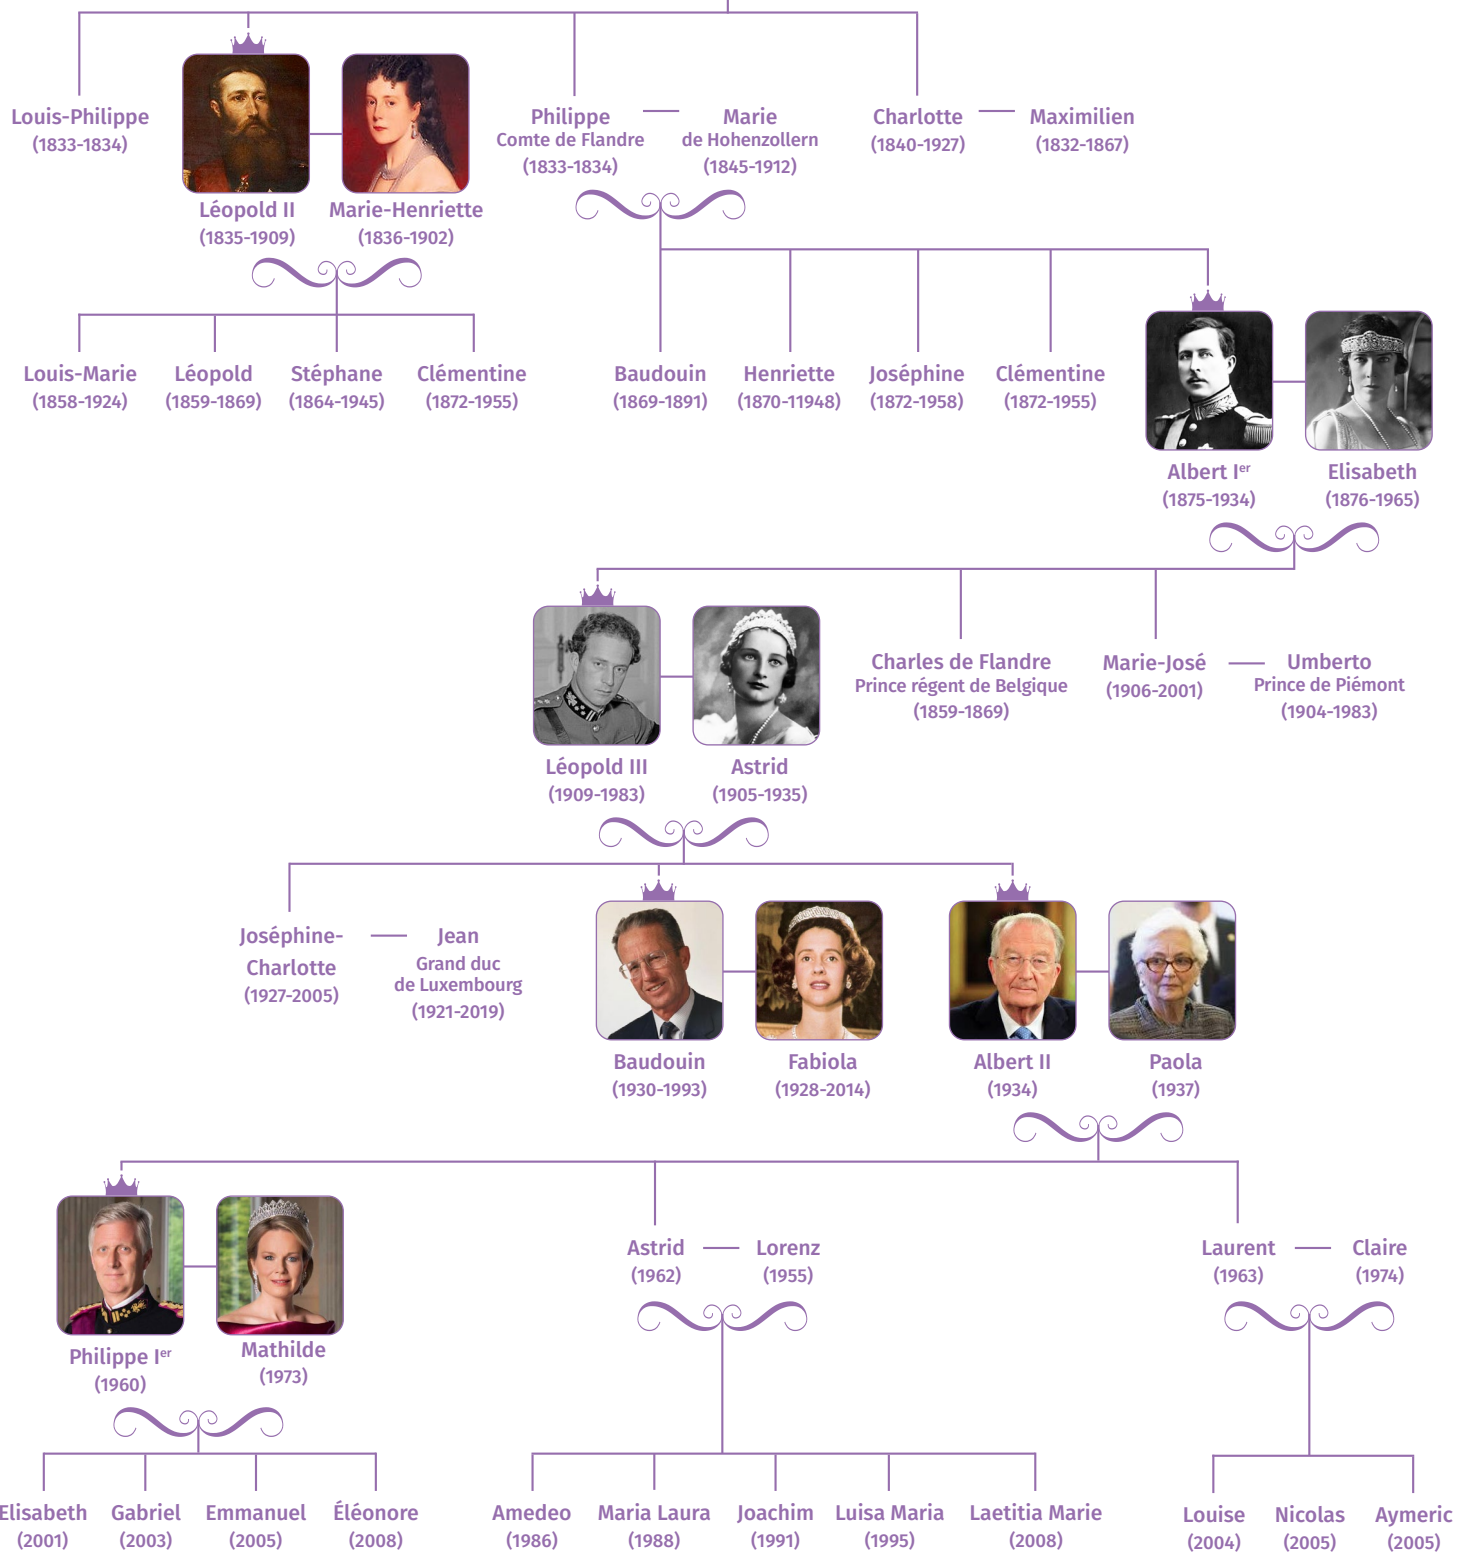 Louis-Philippe
(1833-1834)
Léopold II
(1835-1909)
Marie-Henriette
(1836-1902)
Philippe
Comte de Flandre
(1833-1834)
Marie
de Hohenzollern
(1845-1912)
Charlotte
(1840-1927)
Maximilien
(1832-1867)
Louis-Marie
(1858-1924)
Léopold
(1859-1869)
Stéphane
(1864-1945)
Clémentine
(1872-1955)
Baudouin
(1869-1891)
Henriette
(1870-11948)
Joséphine
(1872-1958)
Clémentine
(1872-1955)
Albert Ier
(1875-1934)
Elisabeth
(1876-1965)
Léopold III
(1909-1983)
Astrid
(1905-1935)
Charles de Flandre
Prince régent de Belgique
(1859-1869)
Marie-José
(1906-2001)
Umberto
Prince de Piémont
(1904-1983)
Joséphine-
Charlotte
(1927-2005)
Jean
Grand duc
de Luxembourg
(1921-2019)
Baudouin
(1930-1993)
Fabiola
(1928-2014)
Albert II
(1934)
Paola
(1937)
Philippe Ier
(1960)
Mathilde
(1973)
Astrid
(1962)
Lorenz
(1955)
Laurent
(1963)
Claire
(1974)
Elisabeth
(2001)
Gabriel
(2003)
Emmanuel
(2005)
Éléonore
(2008)
Amedeo
(1986)
Maria Laura
(1988)
Joachim
(1991)
Luisa Maria
(1995)
Laetitia Marie
(2008)
Louise
(2004)
Nicolas
(2005)
Aymeric
(2005)